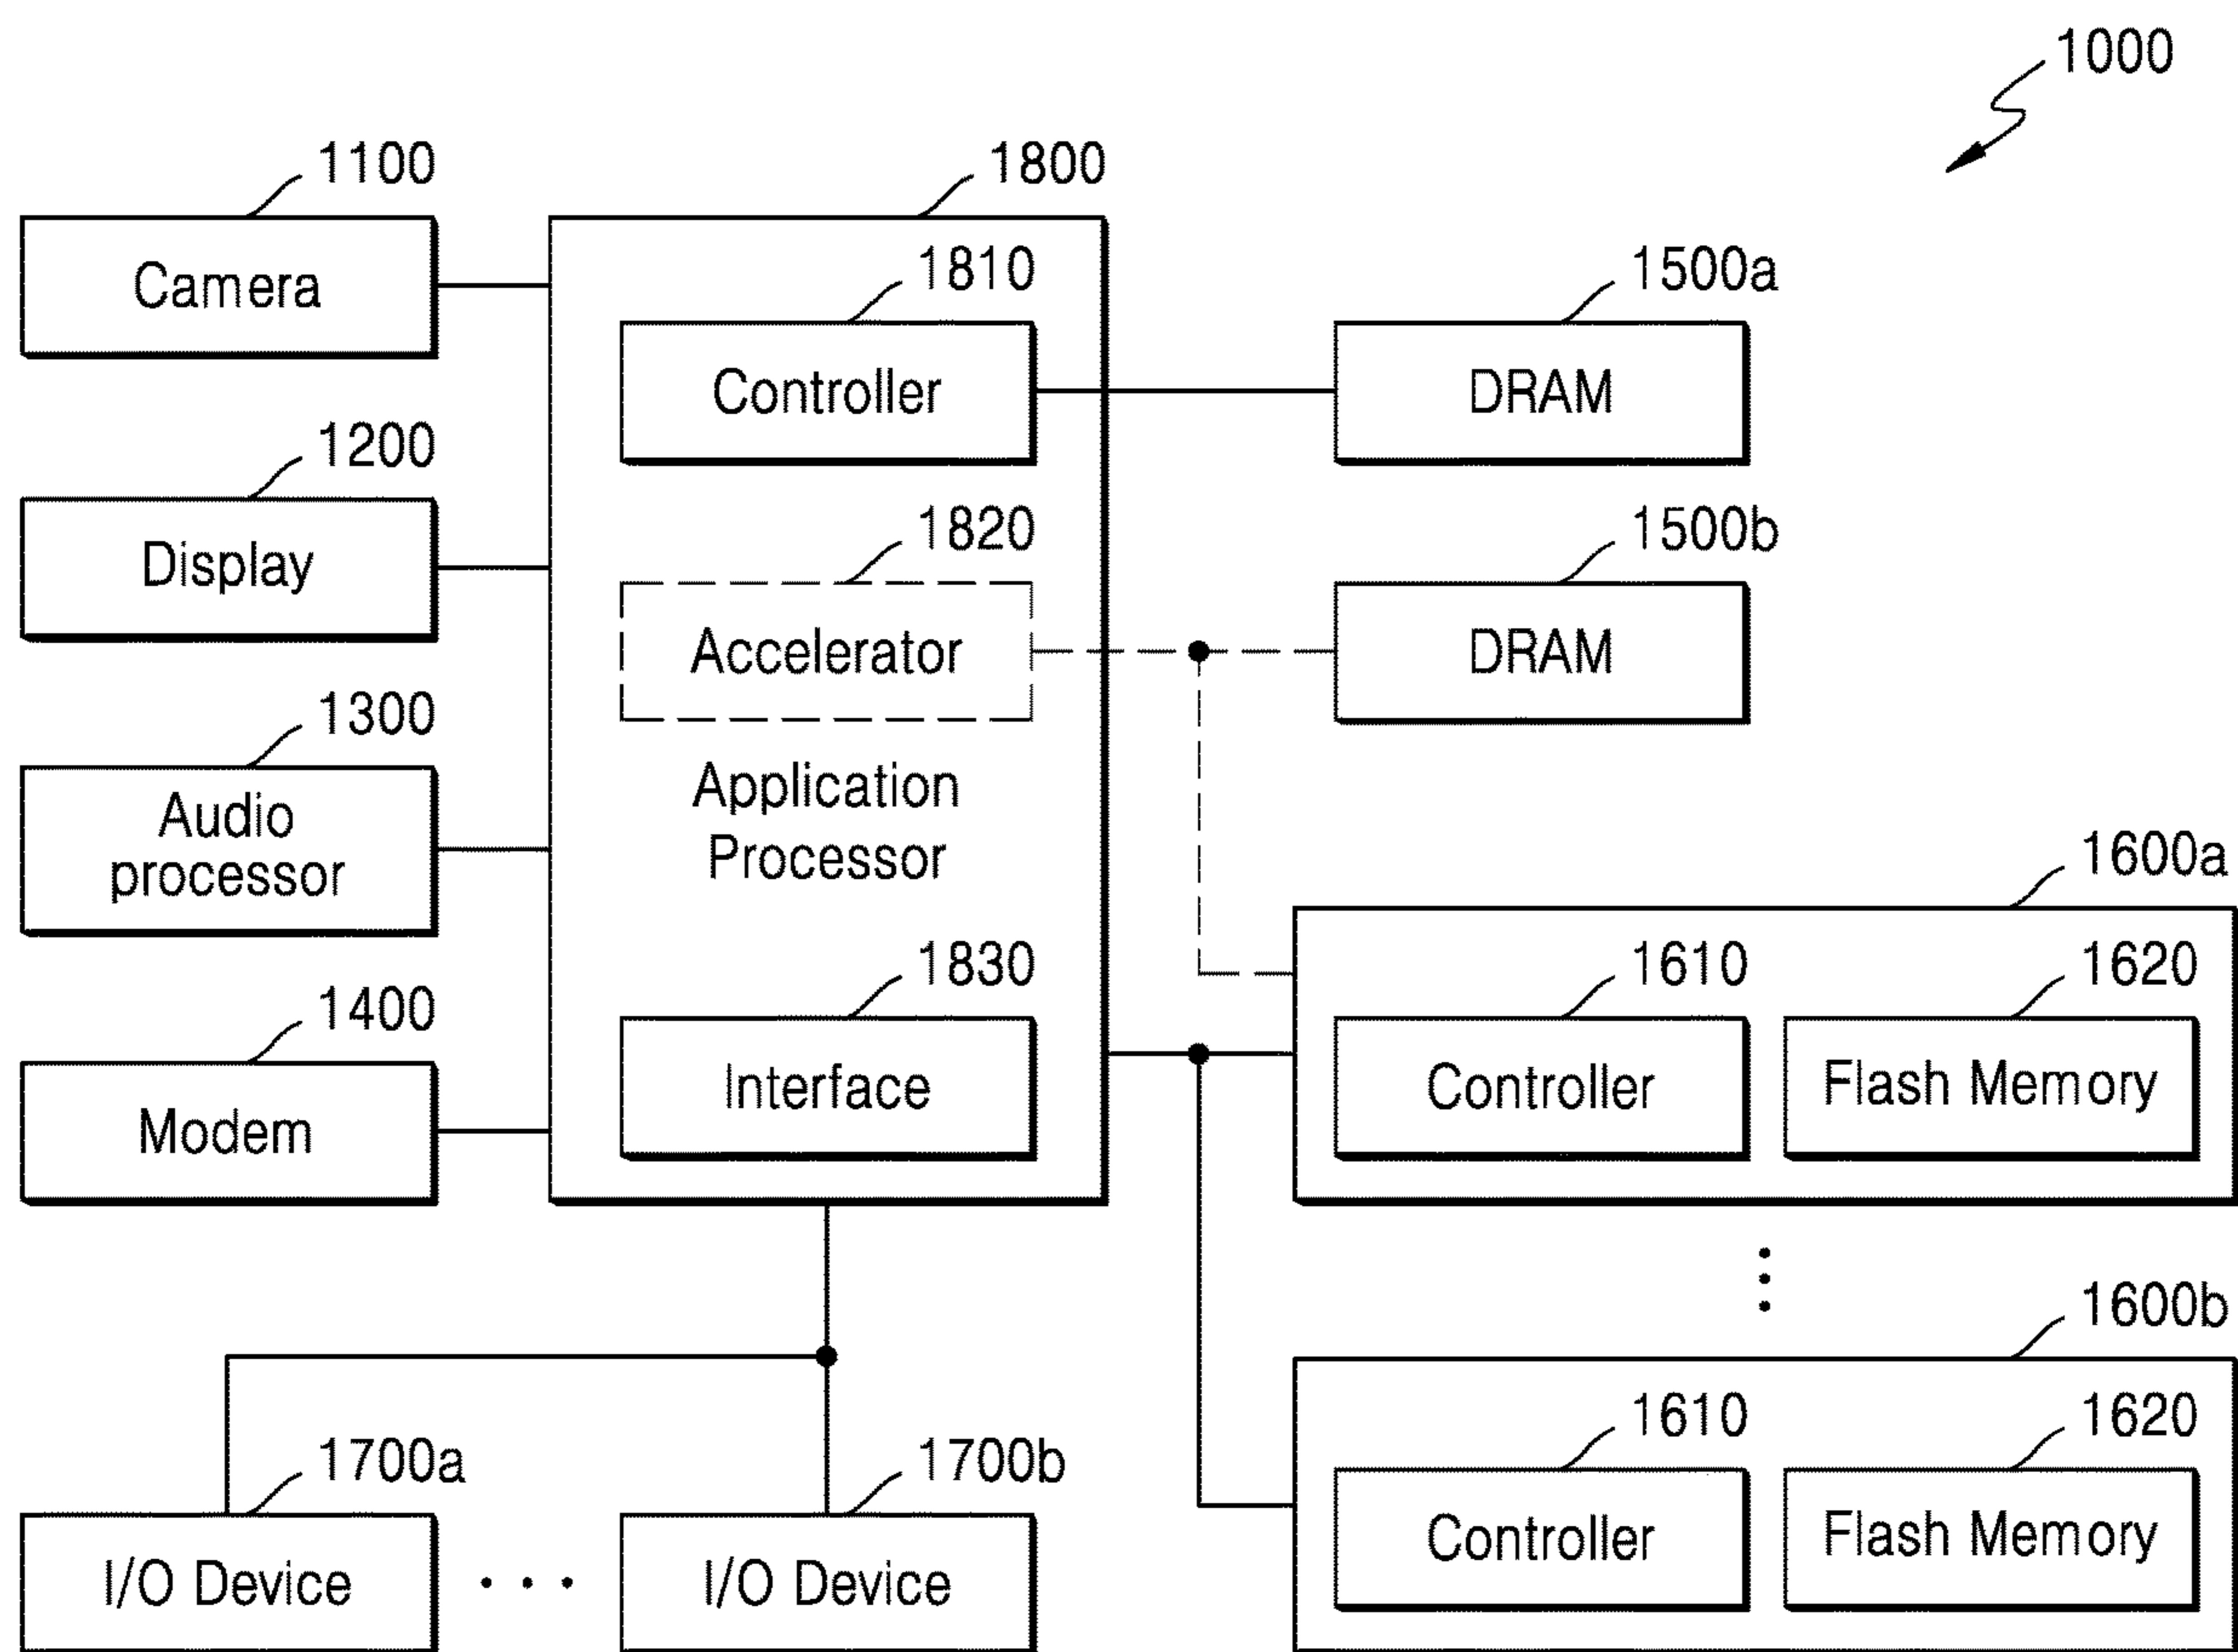 1000
1100
Camera
1200
Display
1300
Audio
processor
1400
Modem
1800
1810
Controller
1820
Accelerator
Application
Processor
1830
Interface
1500a
DRAM
1500b
DRAM
1600a
1610
Controller
1620
Flash Memory
1600b
1610
Controller
1620
Flash Memory
1700a
I/O Device
1700b
I/O Device